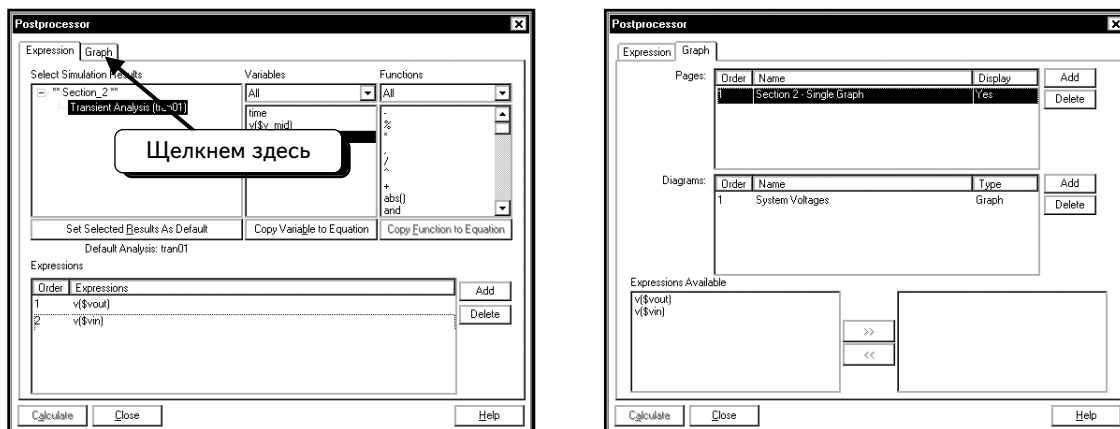 Postprocessor
Expression Graph
Select Simulation Results Variables Functions
** Section_2 ** All All
Transient Analysis (tran01) time -
v($v_mid) %
*
Щелкнем здесь
,
/
^
+
abs()
and
Set Selected Results As Default Copy Variable to Equation Copy Function to Equation
Default Analysis: tran01
Expressions
Order Expressions Add
1 v($vout) Delete
2 v($vin)
Calculate Close Help
Postprocessor
Expression Graph
Pages: Order Name Display Add
1 Section 2 - Single Graph Yes Delete
Diagrams: Order Name Type Add
1 System Voltages Graph Delete
Expressions Available
v($vout)
v($vin)
>>
<<
Calculate Close Help